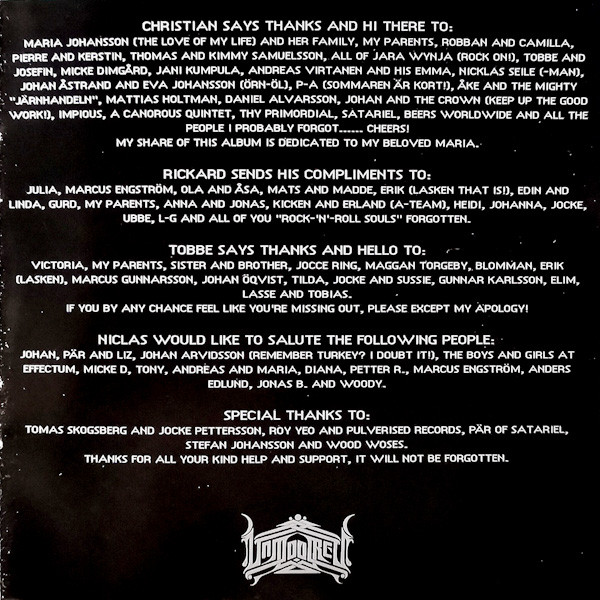 CHRISTIAN SAYS THANKS AND HI THERE TO:
MARIA JOHANSSON (THE LOVE OF MY LIFE) AND HER FAMILY, MY PARENTS, ROBBAN AND CAMILLA,
PIERRE AND KERSTIN, THOMAS AND KIMMY SAMUELSSON, ALL OF JARA WYNJA (ROCK ON!), TOBBE AND
JOSEFIN, MICKE DIMGÅRD, JANI KUMPULA, ANDREAS VIRTANEN AND HIS EMMA, NICKLAS SEILE (-MAN),
JOHAN ÅSTRAND AND EVA JOHANSSON (ÖRN-ÖL), P-A (SOMMAREN ÄR KORT!), ÅKE AND THE MIGHTY
"JÄRNHANDELN", MATTIAS HOLTMAN, DANIEL ALVARSSON, JOHAN AND THE CROWN (KEEP UP THE GOOD
WORK!), IMPIOUS, A CANOROUS QUINTET, THY PRIMORDIAL, SATARIEL, BEERS WORLDWIDE AND ALL THE
PEOPLE I PROBABLY FORGOT...... CHEERS!
MY SHARE OF THIS ALBUM IS DEDICATED TO MY BELOVED MARIA.
RICKARD SENDS HIS COMPLIMENTS TO:
JULIA, MARCUS ENGSTRÖM, OLA AND ÅSA, MATS AND MADDE, ERIK (LASKEN THAT IS!), EDIN AND
LINDA, GURD, MY PARENTS, ANNA AND JONAS, KICKEN AND ERLAND (A-TEAM), HEIDI, JOHANNA, JOCKE,
UBBE, L-G AND ALL OF YOU "ROCK-'N'-ROLL SOULS" FORGOTTEN.
TOBBE SAYS THANKS AND HELLO TO:
VICTORIA, MY PARENTS, SISTER AND BROTHER, JOCCE RING, MAGGAN TORGEBY, BLOMMAN, ERIK
(LASKEN), MARCUS GUNNARSSON, JOHAN ÖQVIST, TILDA, JOCKE AND SUSSIE, GUNNAR KARLSSON, ELIM,
LASSE AND TOBIAS.
IF YOU BY ANY CHANCE FEEL LIKE YOU'RE MISSING OUT, PLEASE EXCEPT MY APOLOGY!
NICLAS WOULD LIKE TO SALUTE THE FOLLOWING PEOPLE:
JOHAN, PÄR AND LIZ, JOHAN ARVIDSSON (REMEMBER TURKEY? I DOUBT IT!), THE BOYS AND GIRLS AT
EFFECTUM, MICKE D, TONY, ANDREAS AND MARIA, DIANA, PETTER R., MARCUS ENGSTRÖM, ANDERS
EDLUND, JONAS B. AND WOODY.
SPECIAL THANKS TO:
TOMAS SKOGSBERG AND JOCKE PETTERSSON, ROY YEO AND PULVERISED RECORDS, PÄR OF SATARIEL,
STEFAN JOHANSSON AND WOOD WOSES.
THANKS FOR ALL YOUR KIND HELP AND SUPPORT, IT WILL NOT BE FORGOTTEN.
UNMOORED